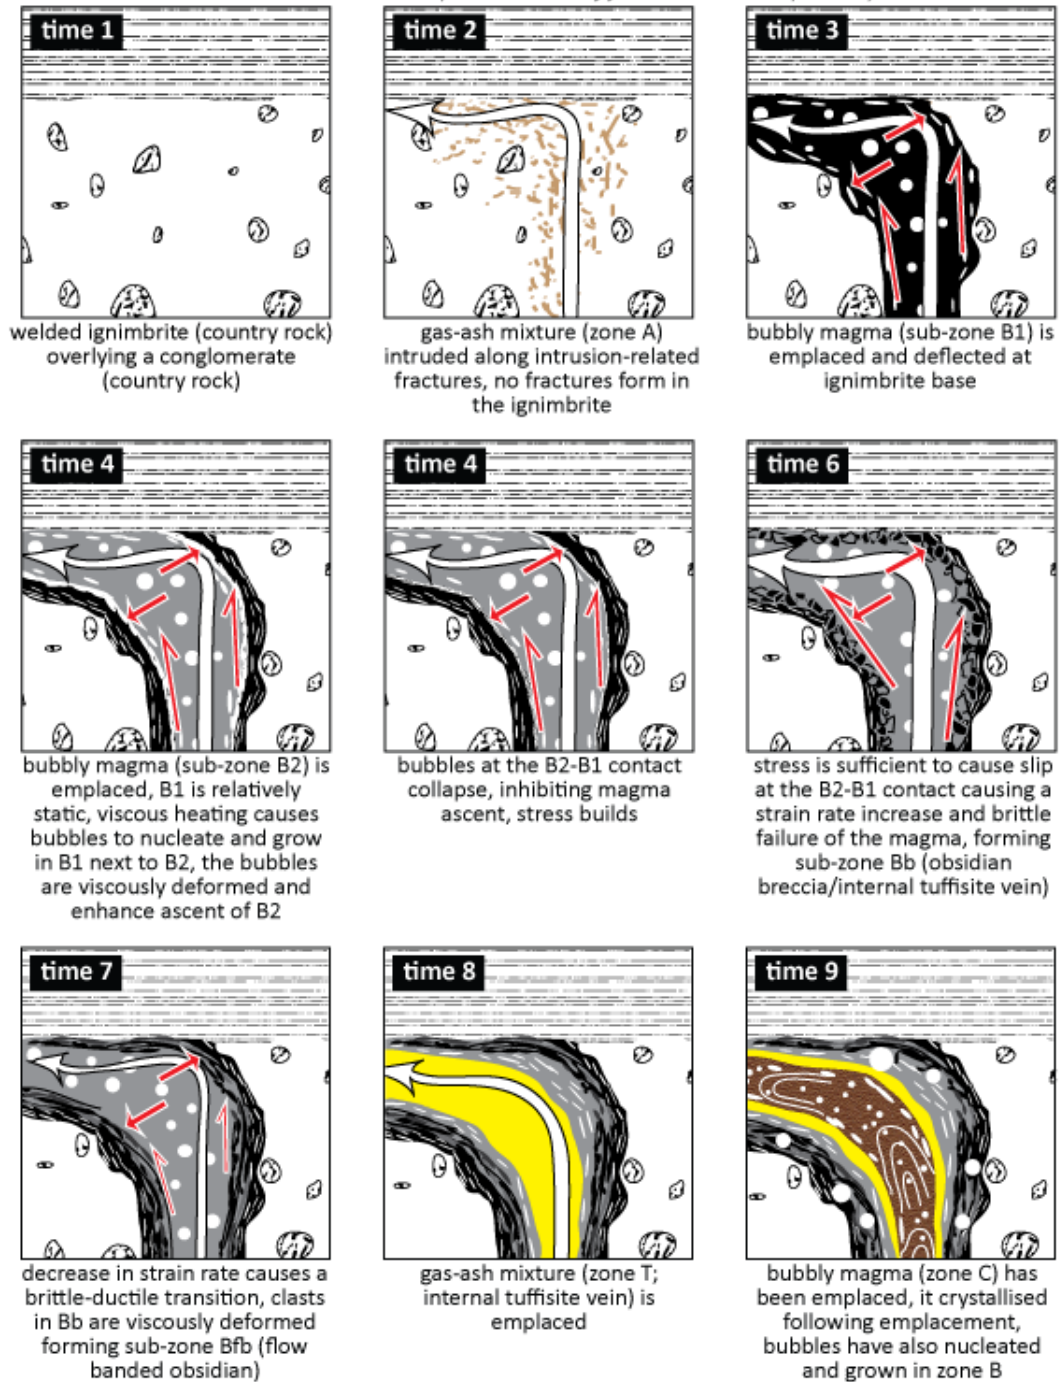 time 1
time 2
time 3
welded ignimbrite (country rock)
overlying a conglomerate
(country rock)
gas-ash mixture (zone A)
intruded along intrusion-related
fractures, no fractures form in
the ignimbrite
bubbly magma (sub-zone B1) is
emplaced and deflected at
ignimbrite base
time 4
time 4
time 6
bubbly magma (sub-zone B2) is
emplaced, B1 is relatively
static, viscous heating causes
bubbles to nucleate and grow
in B1 next to B2, the bubbles
are viscously deformed and
enhance ascent of B2
bubbles at the B2-B1 contact
collapse, inhibiting magma
ascent, stress builds
stress is sufficient to cause slip
at the B2-B1 contact causing a
strain rate increase and brittle
failure of the magma, forming
sub-zone Bb (obsidian
breccia/internal tuffisite vein)
time 7
time 8
time 9
decrease in strain rate causes a
brittle-ductile transition, clasts
in Bb are viscously deformed
forming sub-zone Bfb (flow
banded obsidian)
gas-ash mixture (zone T;
internal tuffisite vein) is
emplaced
bubbly magma (zone C) has
been emplaced, it crystallised
following emplacement,
bubbles have also nucleated
and grown in zone B